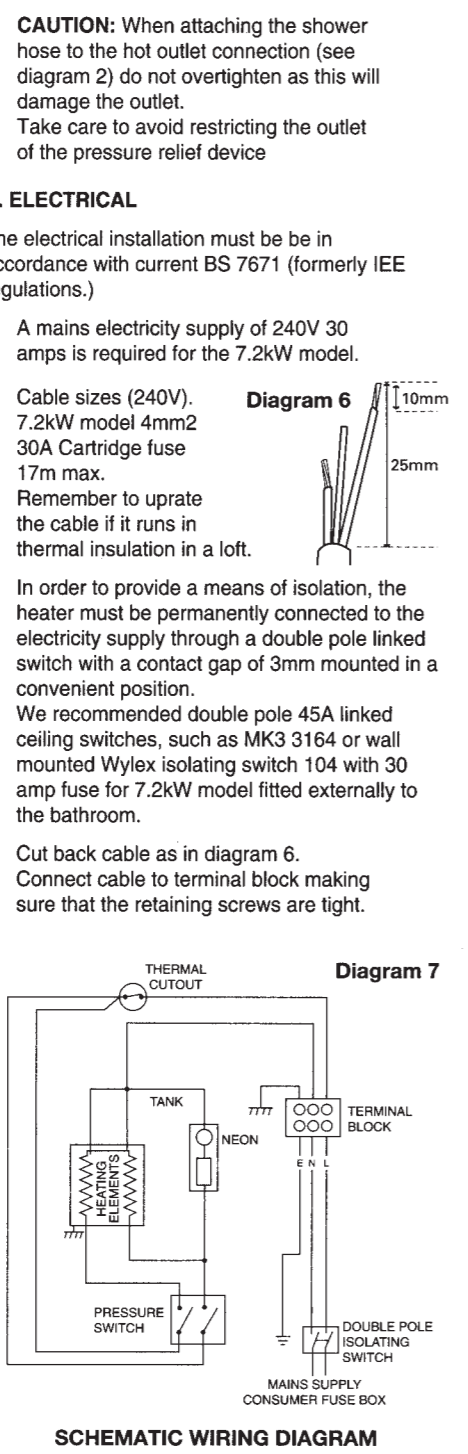 CAUTION: When attaching the shower
hose to the hot outlet connection (see
diagram 2) do not overtighten as this will
damage the outlet.
Take care to avoid restricting the outlet
of the pressure relief device
. ELECTRICAL
he electrical installation must be be in
ccordance with current BS 7671 (formerly IEE
egulations.)
A mains electricity supply of 240V 30
amps is required for the 7.2kW model.
Cable sizes (240V).
7.2kW model 4mm2
30A Cartridge fuse
17m max.
Remember to uprate
the cable if it runs in
thermal insulation in a loft.
Diagram 6
10mm
25mm
In order to provide a means of isolation, the
heater must be permanently connected to the
electricity supply through a double pole linked
switch with a contact gap of 3mm mounted in a
convenient position.
We recommended double pole 45A linked
ceiling switches, such as MK3 3164 or wall
mounted Wylex isolating switch 104 with 30
amp fuse for 7.2kW model fitted externally to
the bathroom.
Cut back cable as in diagram 6.
Connect cable to terminal block making
sure that the retaining screws are tight.
Diagram 7
THERMAL
CUTOUT
TANK
NEON
TERMINAL
BLOCK
E N L
HEATING
ELEMENTS
PRESSURE
SWITCH
DOUBLE POLE
ISOLATING
SWITCH
MAINS SUPPLY
CONSUMER FUSE BOX
SCHEMATIC WIRING DIAGRAM